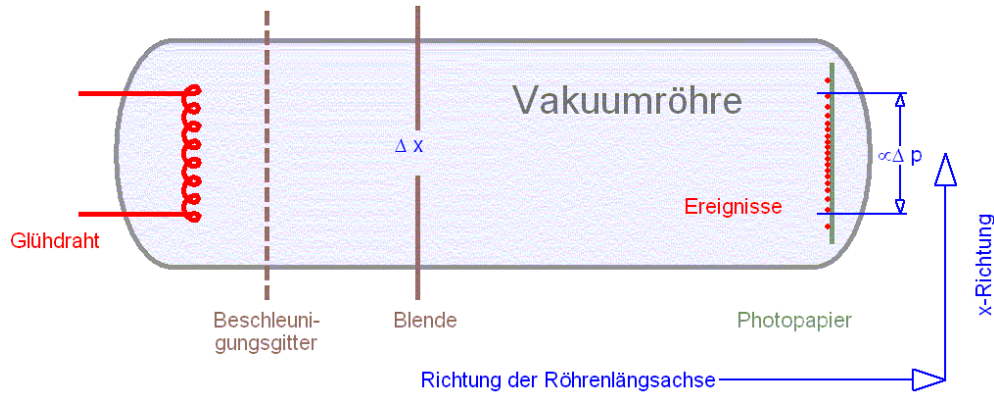 Vakuumröhre
Δ x
∝Δ p
Ereignisse
Glühdraht
x-Richtung
Beschleuni-
gungsgitter
Blende
Photopapier
Richtung der Röhrenlängsachse